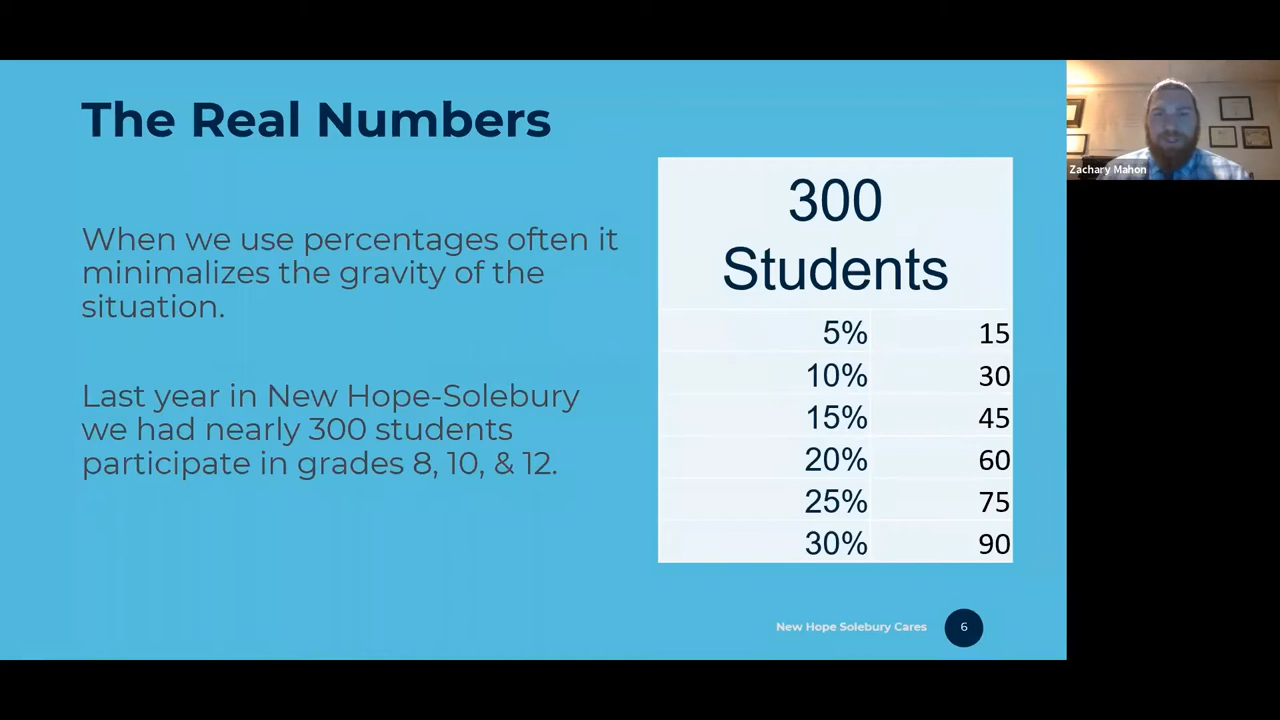 The Real Numbers
When we use percentages often it
minimalizes the gravity of the
situation.
Last year in New Hope-Solebury
we had nearly 300 students
participate in grades 8, 10, & 12.
300
Students
5% 15
10% 30
15% 45
20% 60
25% 75
30% 90
New Hope Solebury Cares 6
Zachary Mahon